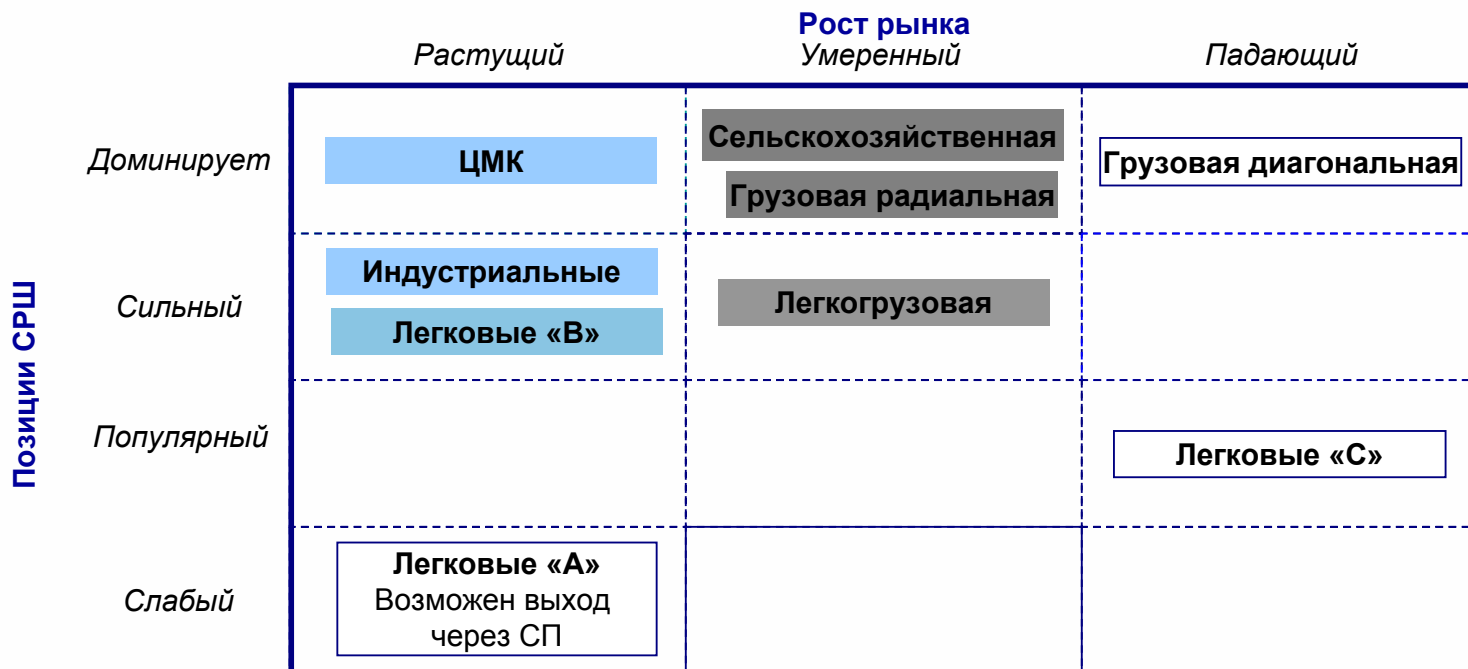 Рост рынка
Растущий
Умеренный
Падающий
Позиции СРШ
Доминирует
ЦМК
Сельскохозяйственная
Грузовая радиальная
Грузовая диагональная
Сильный
Индустриальные
Легковые «В»
Легкогрузовая
Популярный
Легковые «С»
Слабый
Легковые «А»
Возможен выход
через СП